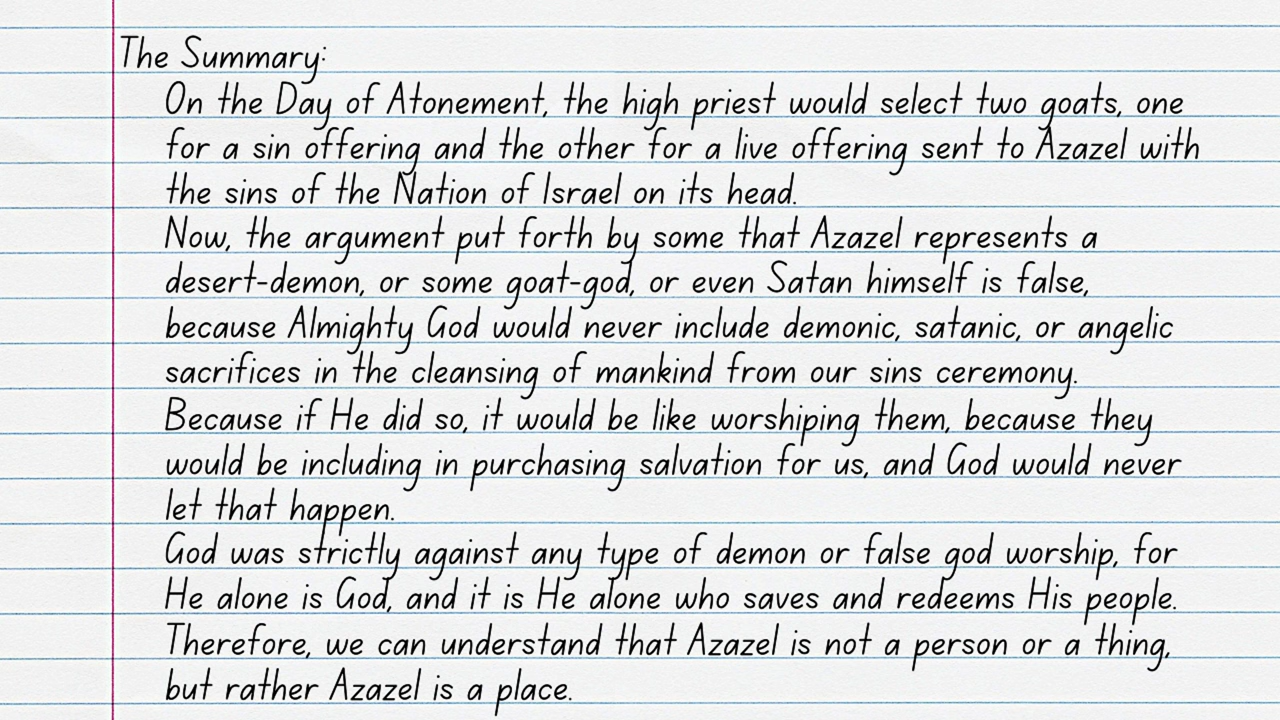 The Summary:
On the Day of Atonement, the high priest would select two goats, one
for a sin offering and the other for a live offering sent to Azazel with
the sins of the Nation of Israel on its head.
Now, the argument put forth by some that Azazel represents a
desert-demon, or some goat-god, or even Satan himself is false,
because Almighty God would never include demonic, satanic, or angelic
sacrifices in the cleansing of mankind from our sins ceremony.
Because if He did so, it would be like worshiping them, because they
would be including in purchasing salvation for us, and God would never
let that happen.
God was strictly against any type of demon or false god worship, for
He alone is God, and it is He alone who saves and redeems His people.
Therefore, we can understand that Azazel is not a person or a thing,
but rather Azazel is a place.